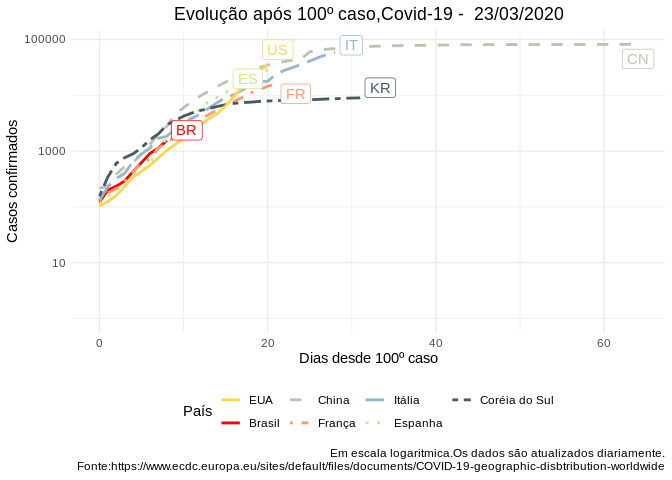 Evolução após 100º caso,Covid-19 -  23/03/2020
Casos confirmados
100000
1000
10
US
IT
CN
ES
KR
FR
BR
0
20
40
60
Dias desde 100º caso
País
EUA
China
Itália
Coréia do Sul
Brasil
França
Espanha
Em escala logaritmica.Os dados são atualizados diariamente.
Fonte:https://www.ecdc.europa.eu/sites/default/files/documents/COVID-19-geographic-disbtribution-worldwide